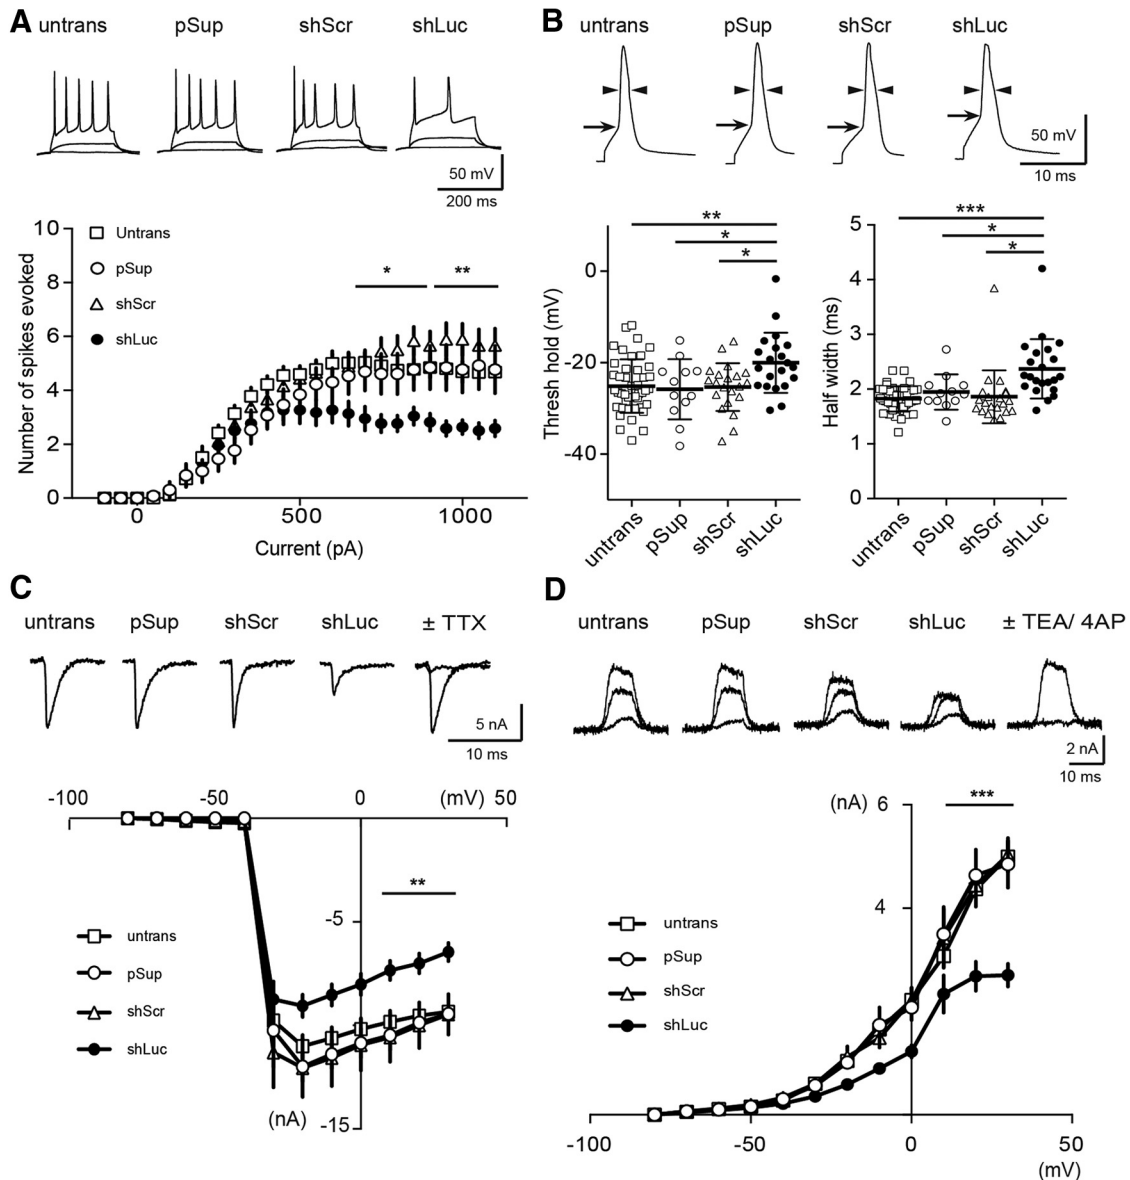 A
untrans pSup shScr shLuc
50 mV
200 ms
10
8
6
4
2
0
Number of spikes evoked
Untrans
pSup
shScr
shLuc
* **
0 500 1000
Current (pA)
B
untrans pSup shScr shLuc
50 mV
10 ms
** * *
0
-20
-40
Thresh hold (mV)
untrans pSup shScr shLuc
*** * *
5
4
3
2
1
0
Half width (ms)
untrans pSup shScr shLuc
C
untrans pSup shScr shLuc ± TTX
5 nA
10 ms
-100 -50 0 (mV) 50
**
-5
untrans
pSup
shScr
shLuc
(nA) -15
D
untrans pSup shScr shLuc ± TEA/ 4AP
2 nA
10 ms
(nA) 6 ***
4
untrans
pSup
shScr
shLuc
-100 -50 0 50
(mV)